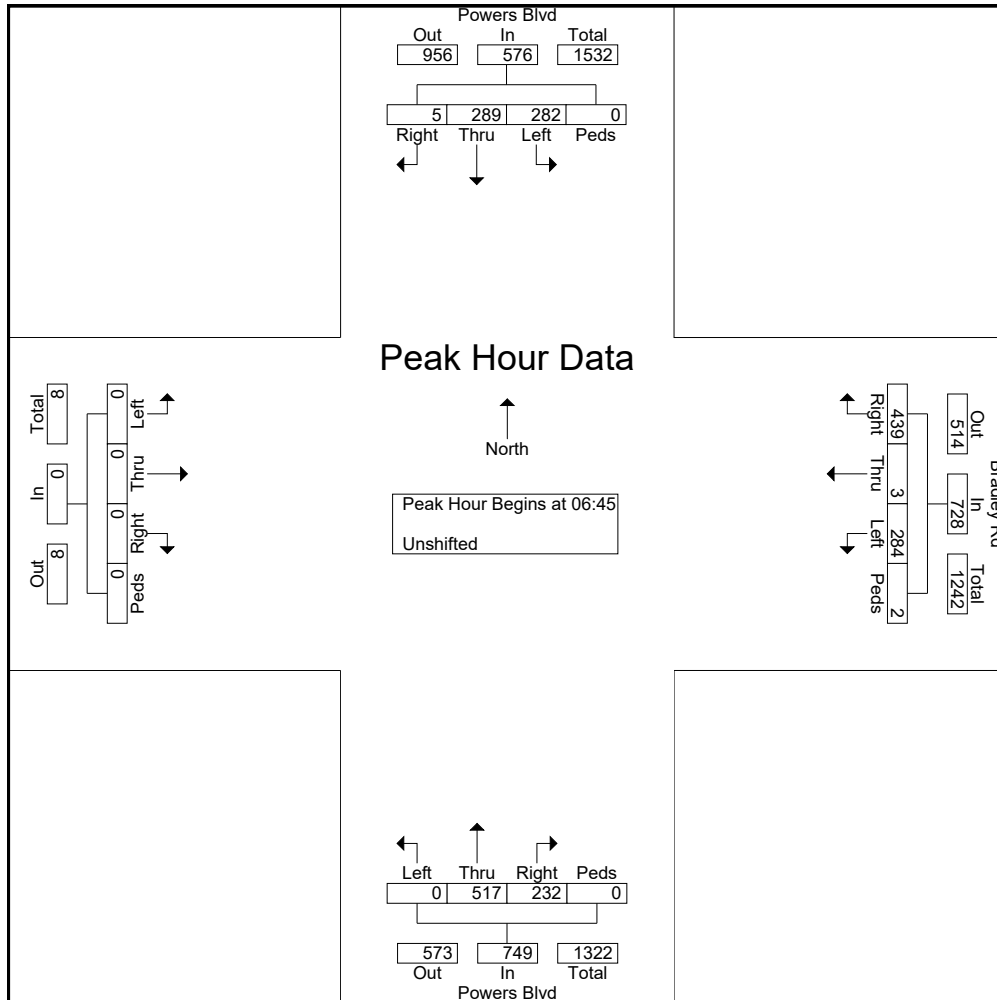 Powers Blvd
Out In Total
956 576 1532
5 289 282 0
Right Thru Left Peds
Peak Hour Data
North
Peak Hour Begins at 06:45
Unshifted
Total In Out
8 0 8
0 0 0 0
Left Thru Right Peds
Bradley Rd
Out In Total
514 728 1242
439 3 284 2
Right Thru Left Peds
Left Thru Right Peds
0 517 232 0
573 749 1322
Out In Total
Powers Blvd